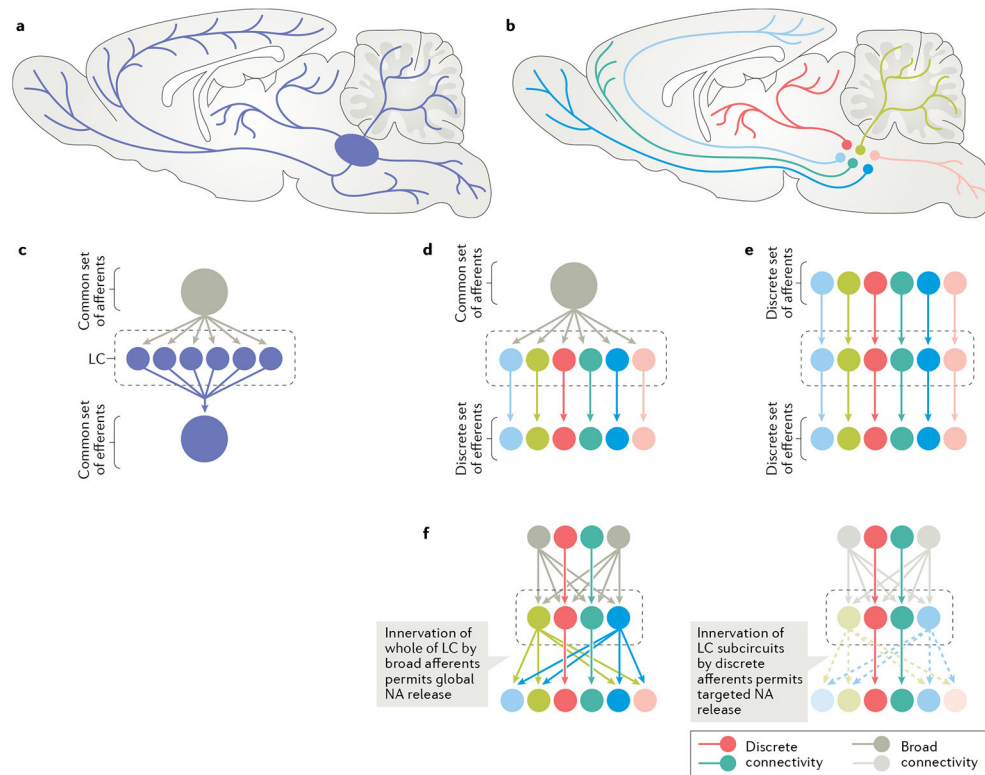 a
b
c
Common set
of afferents
LC
Common set
of efferents
d
Common set
of afferents
Discrete set
of efferents
e
Discrete set
of afferents
Discrete set
of efferents
f
Innervation of
whole of LC by
broad afferents
permits global
NA release
Innervation of
LC subcircuits
by discrete
afferents permits
targeted NA
release
Discrete
connectivity
Broad
connectivity